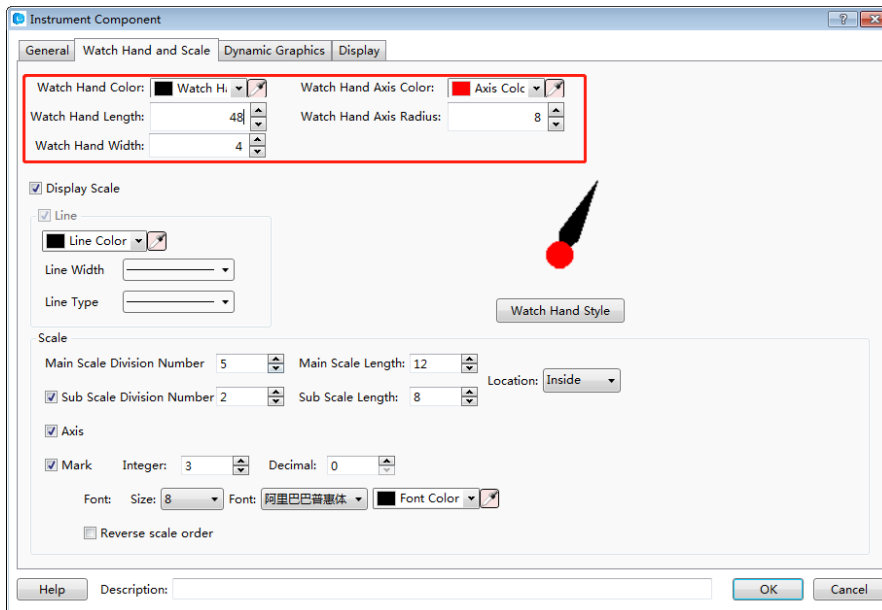 Instrument Component
General Watch Hand and Scale Dynamic Graphics Display
Watch Hand Color: Watch H Watch Hand Axis Color: Axis Colc
Watch Hand Length: 48 Watch Hand Axis Radius: 8
Watch Hand Width: 4
Display Scale
Line
Line Color
Line Width
Line Type
Watch Hand Style
Scale
Main Scale Division Number 5 Main Scale Length: 12
Location: Inside
Sub Scale Division Number 2 Sub Scale Length: 8
Axis
Mark Integer: 3 Decimal: 0
Font: Size: 8 Font: 阿里巴巴普惠体 Font Color
Reverse scale order
Help Description: OK Cancel